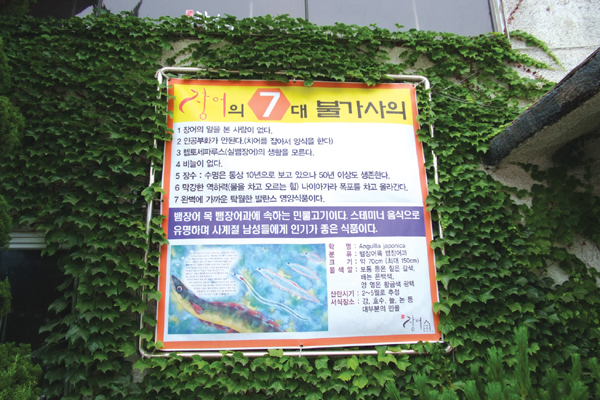 장어의 7대 불가사의
1 장어의 알을 본 사람이 없다.
2 인공부화가 안된다.(치어를 잡아서 양식을 한다)
3 렙토세파루스(실뱀장어)의 생활을 모른다.
4 비늘이 없다.
5 장수 : 수명은 통상 10년으로 보고 있으나 50년 이상도 생존한다.
6 막강한 역하력(물을 차고 오르는 힘) 나이아가라 폭포를 차고 올라간다.
7 완벽에 가까운 탁월한 발란스 영양식품이다.
뱀장어 목 뱀장어과에 속하는 민물고기이다. 스테미너 음식으로
유명하며 사계절 남성들에게 인기가 좋은 식품이다.
학 명 : Anguilla japonica
분 류 : 뱀장어목 뱀장어과
크 기 : 약 70cm (최대 150cm)
몸 색 깔 : 보통 등은 짙은 갈색,
배는 은백색,
양 옆은 황금색 광택
산란시기 : 2~5월로 추정
서식장소 : 강, 호수, 늪, 논 등
대부분의 민물
장어